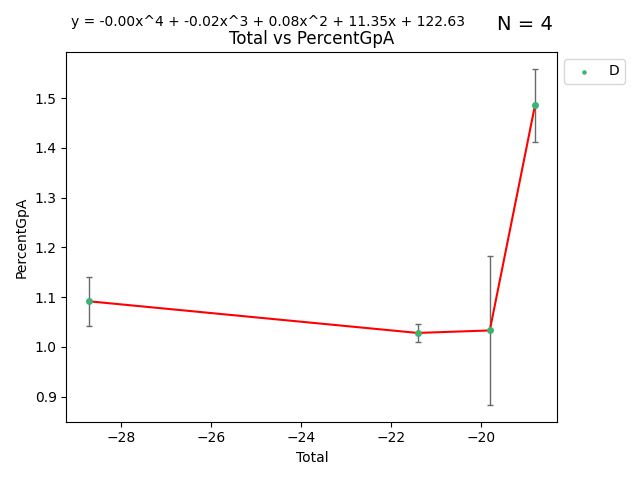 y = -0.00x^4 + -0.02x^3 + 0.08x^2 + 11.35x + 122.63
N = 4
Total vs PercentGpA
D
1.5
1.4
1.3
1.2
1.1
1.0
0.9
PercentGpA
−28
−26
−24
−22
−20
Total